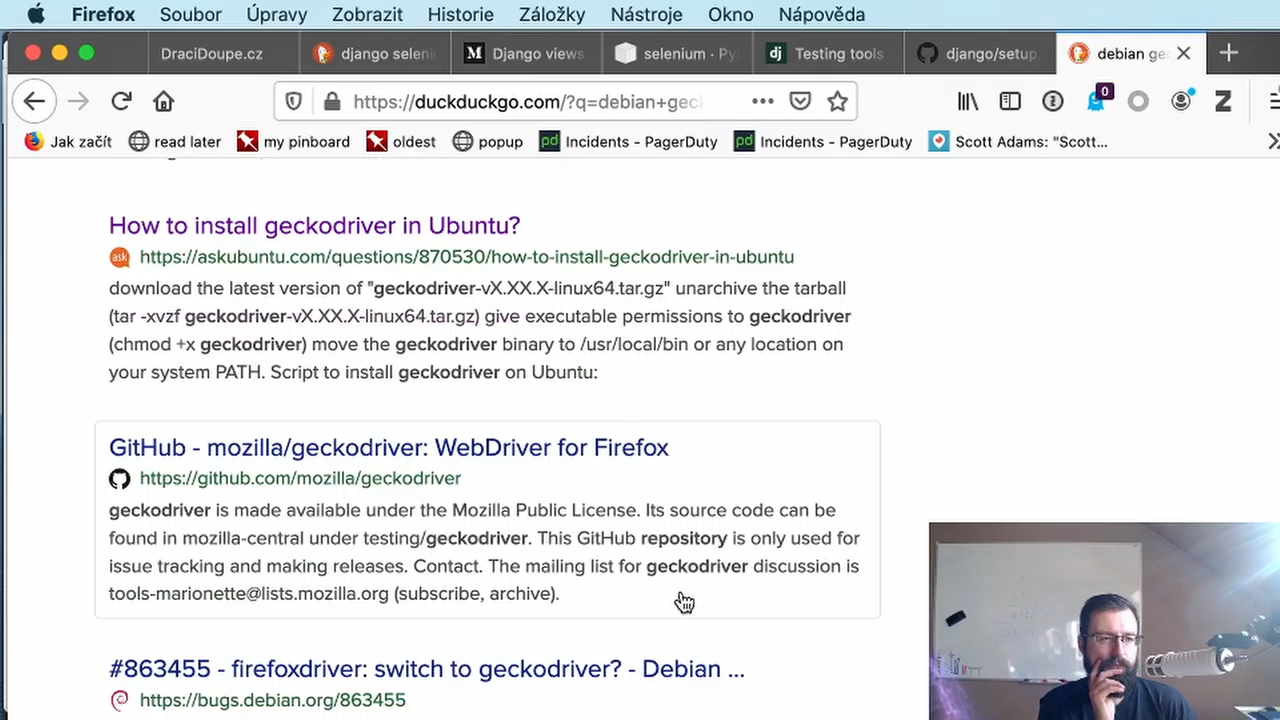 Firefox Soubor Úpravy Zobrazit Historie Záložky Nástroje Okno Nápověda
DraciDoupe.cz django seleni Django views selenium · Py Testing tools django/setup debian ge
https://duckduckgo.com/?q=debian+gec 0
Jak začít read later my pinboard oldest popup pd Incidents - PagerDuty pd Incidents - PagerDuty Scott Adams: "Scott...
How to install geckodriver in Ubuntu?
ask https://askubuntu.com/questions/870530/how-to-install-geckodriver-in-ubuntu
download the latest version of "geckodriver-vX.XX.X-linux64.tar.gz" unarchive the tarball
(tar -xvzf geckodriver-vX.XX.X-linux64.tar.gz) give executable permissions to geckodriver
(chmod +x geckodriver) move the geckodriver binary to /usr/local/bin or any location on
your system PATH. Script to install geckodriver on Ubuntu:
GitHub - mozilla/geckodriver: WebDriver for Firefox
https://github.com/mozilla/geckodriver
geckodriver is made available under the Mozilla Public License. Its source code can be
found in mozilla-central under testing/geckodriver. This GitHub repository is only used for
issue tracking and making releases. Contact. The mailing list for geckodriver discussion is
tools-marionette@lists.mozilla.org (subscribe, archive).
#863455 - firefoxdriver: switch to geckodriver? - Debian ...
https://bugs.debian.org/863455